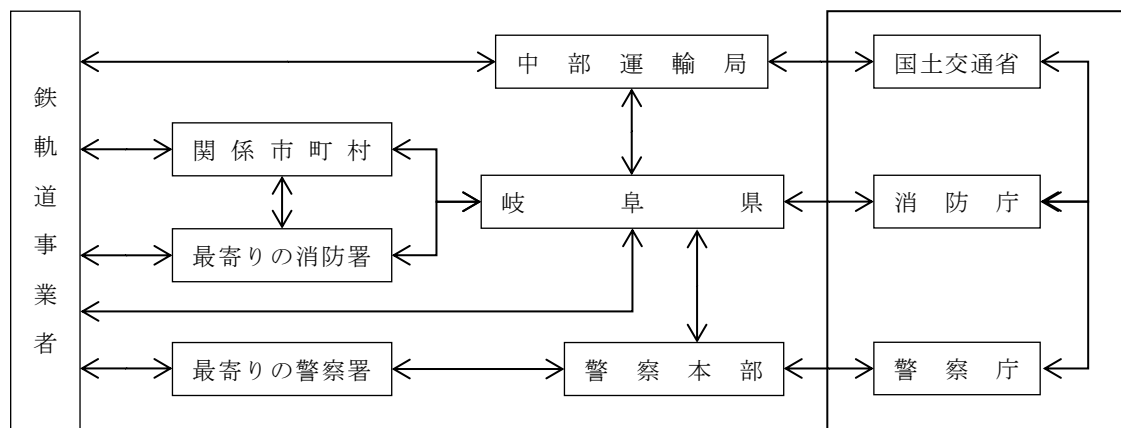 鉄軌道事業者
中部運輸局
国土交通省
関係市町村
岐阜県
消防庁
最寄りの消防署
最寄りの警察署
警察本部
警察庁